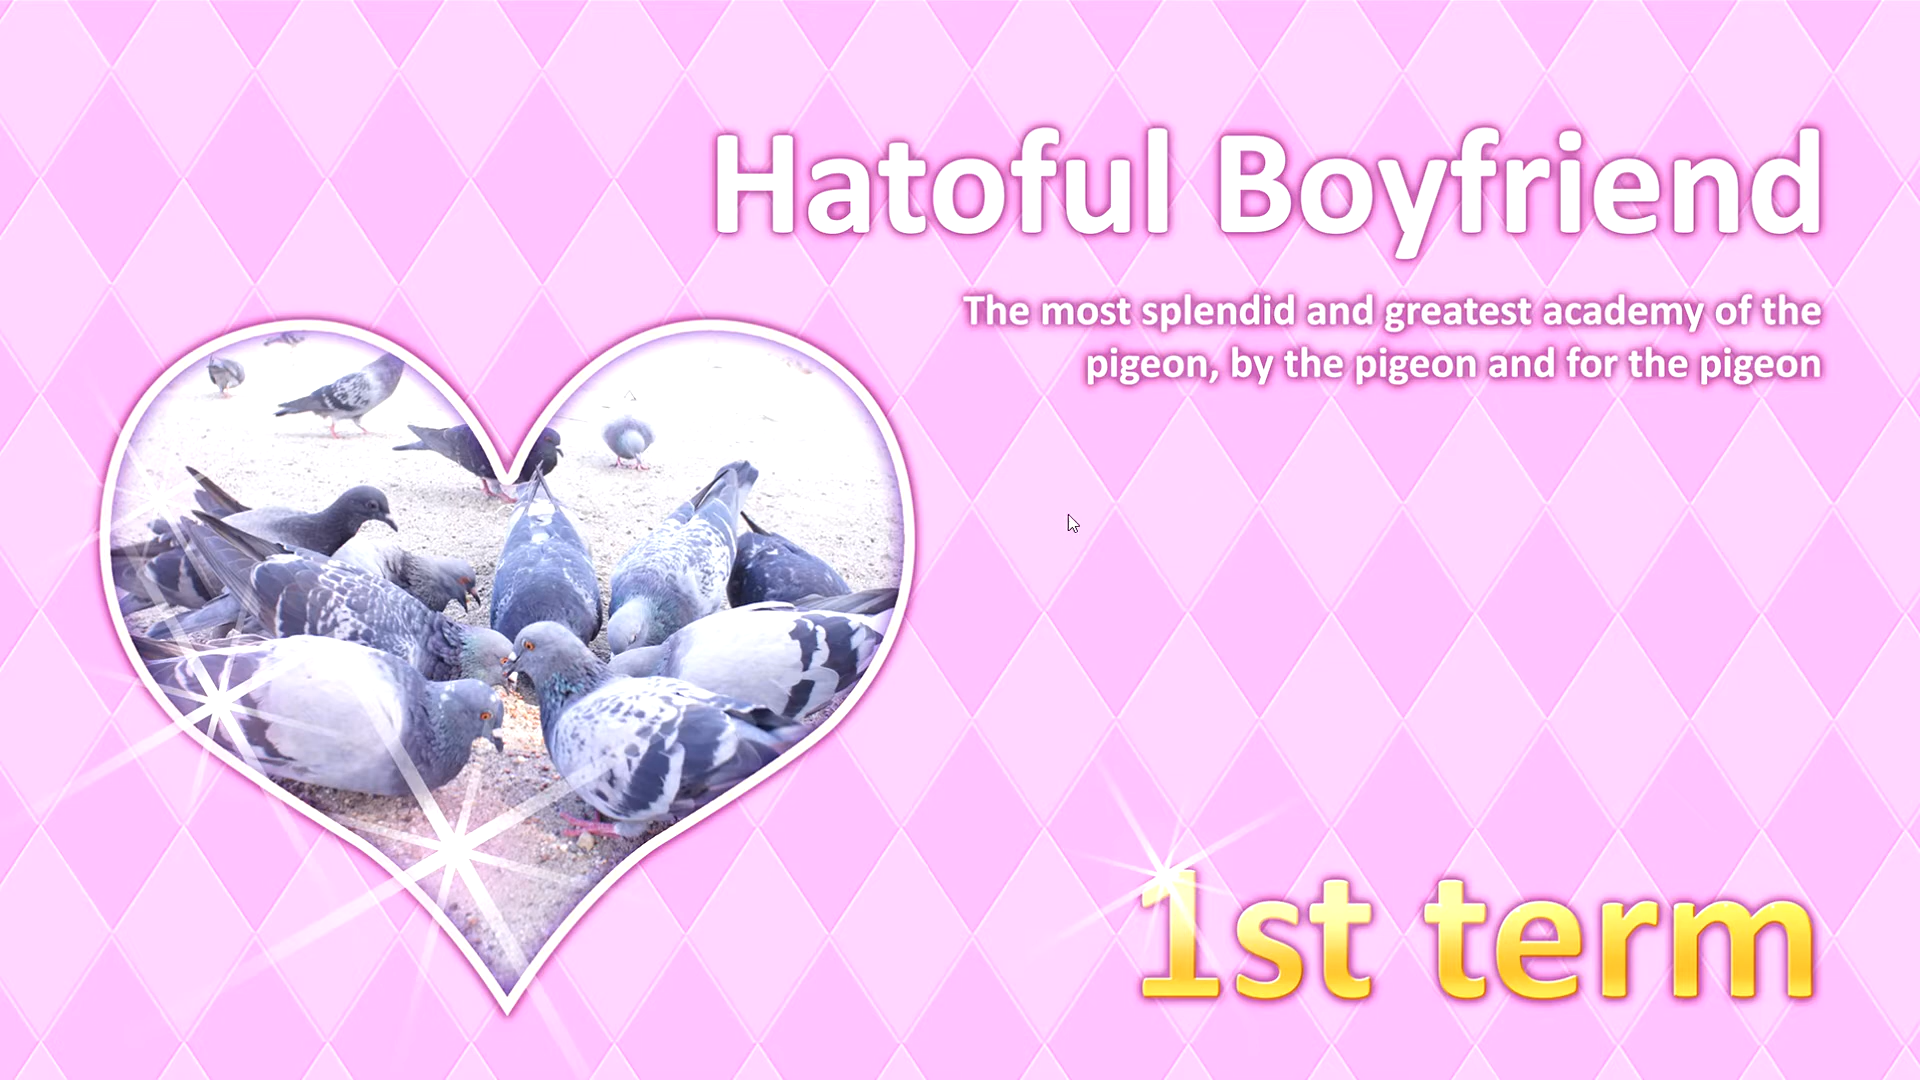 Hatoful Boyfriend
The most splendid and greatest academy of the
pigeon, by the pigeon and for the pigeon
1st term